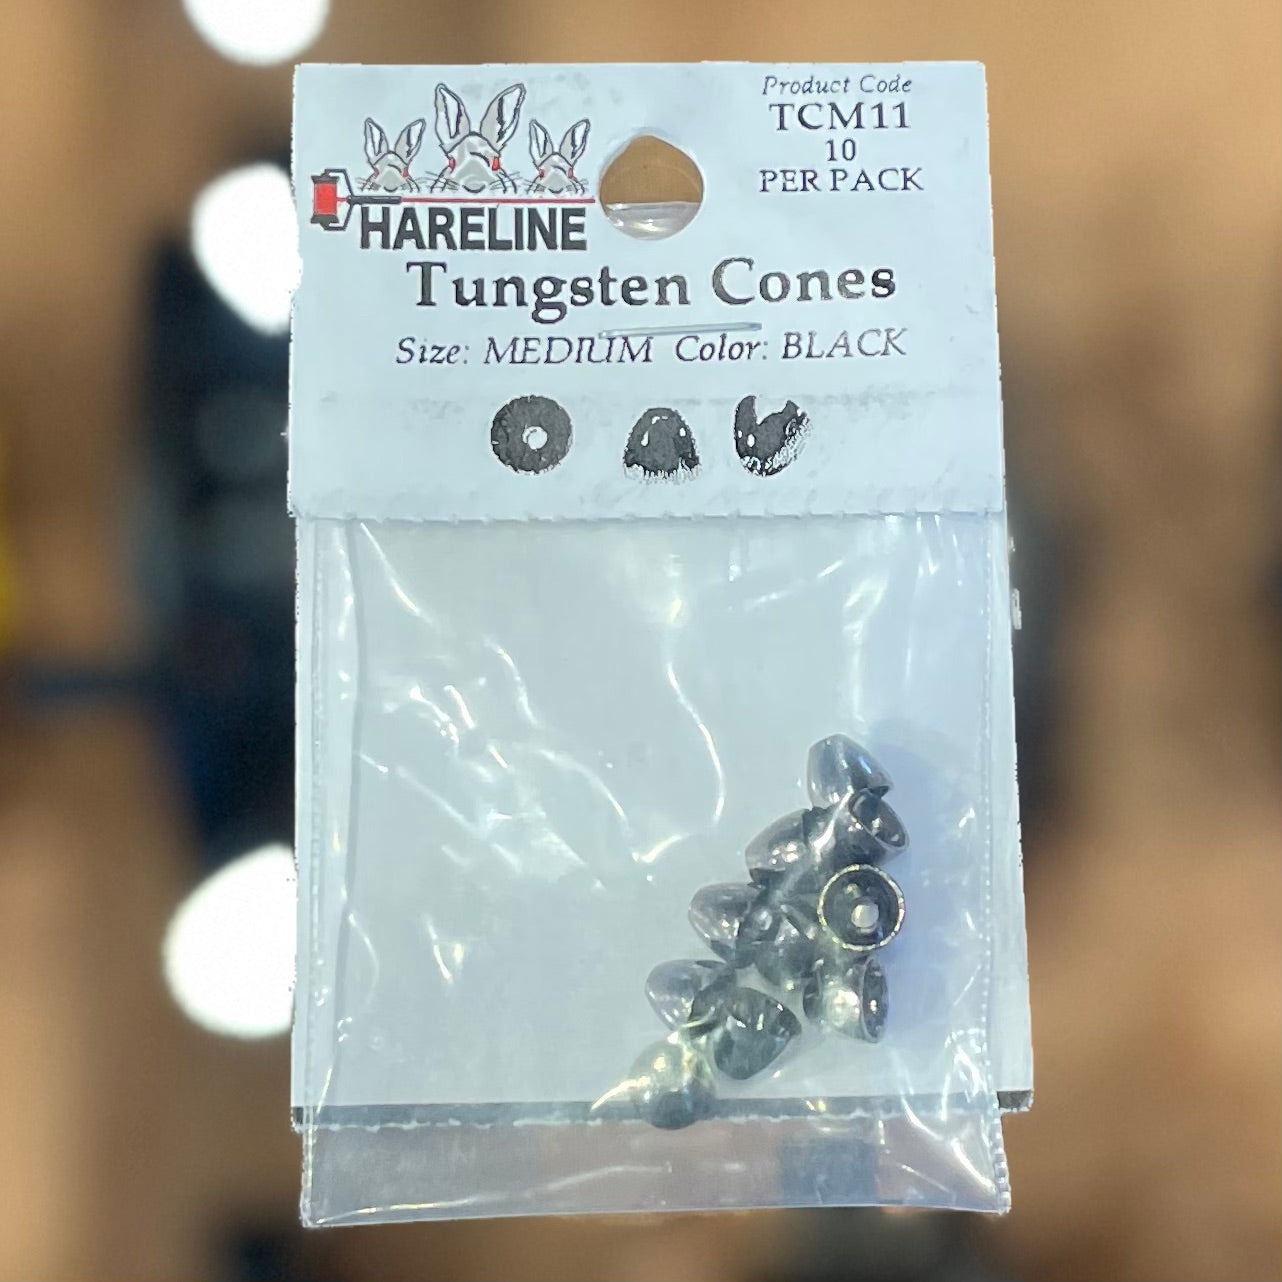 Product Code
TCM11
10
PER PACK
HARELINE
Tungsten Cones
Size: MEDIUM Color: BLACK